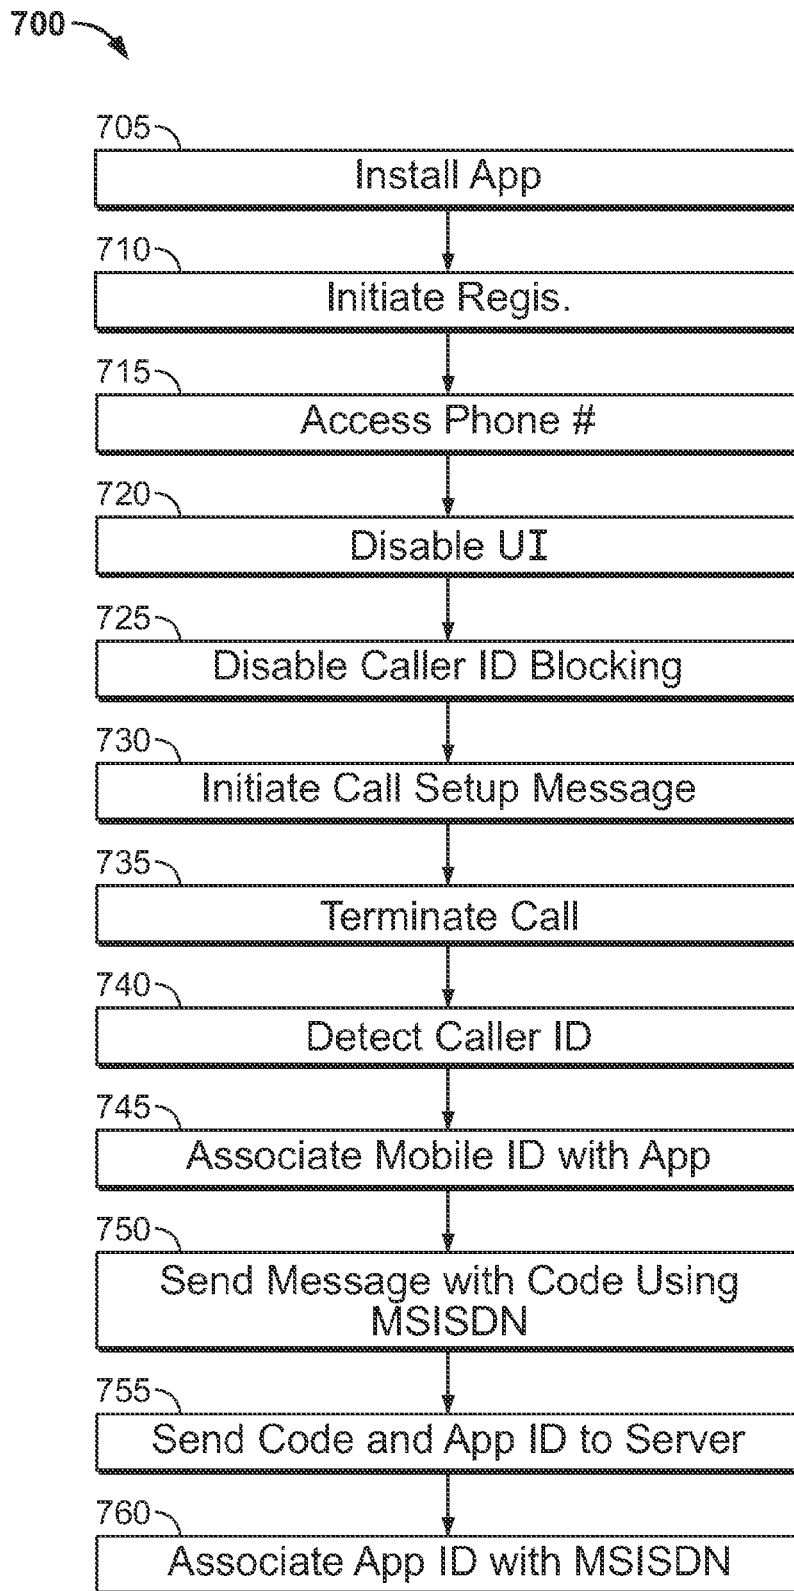 700
705
Install App
710
Initiate Regis.
715
Access Phone #
720
Disable UI
725
Disable Caller ID Blocking
730
Initiate Call Setup Message
735
Terminate Call
740
Detect Caller ID
745
Associate Mobile ID with App
750
Send Message with Code Using
MSISDN
755
Send Code and App ID to Server
760
Associate App ID with MSISDN